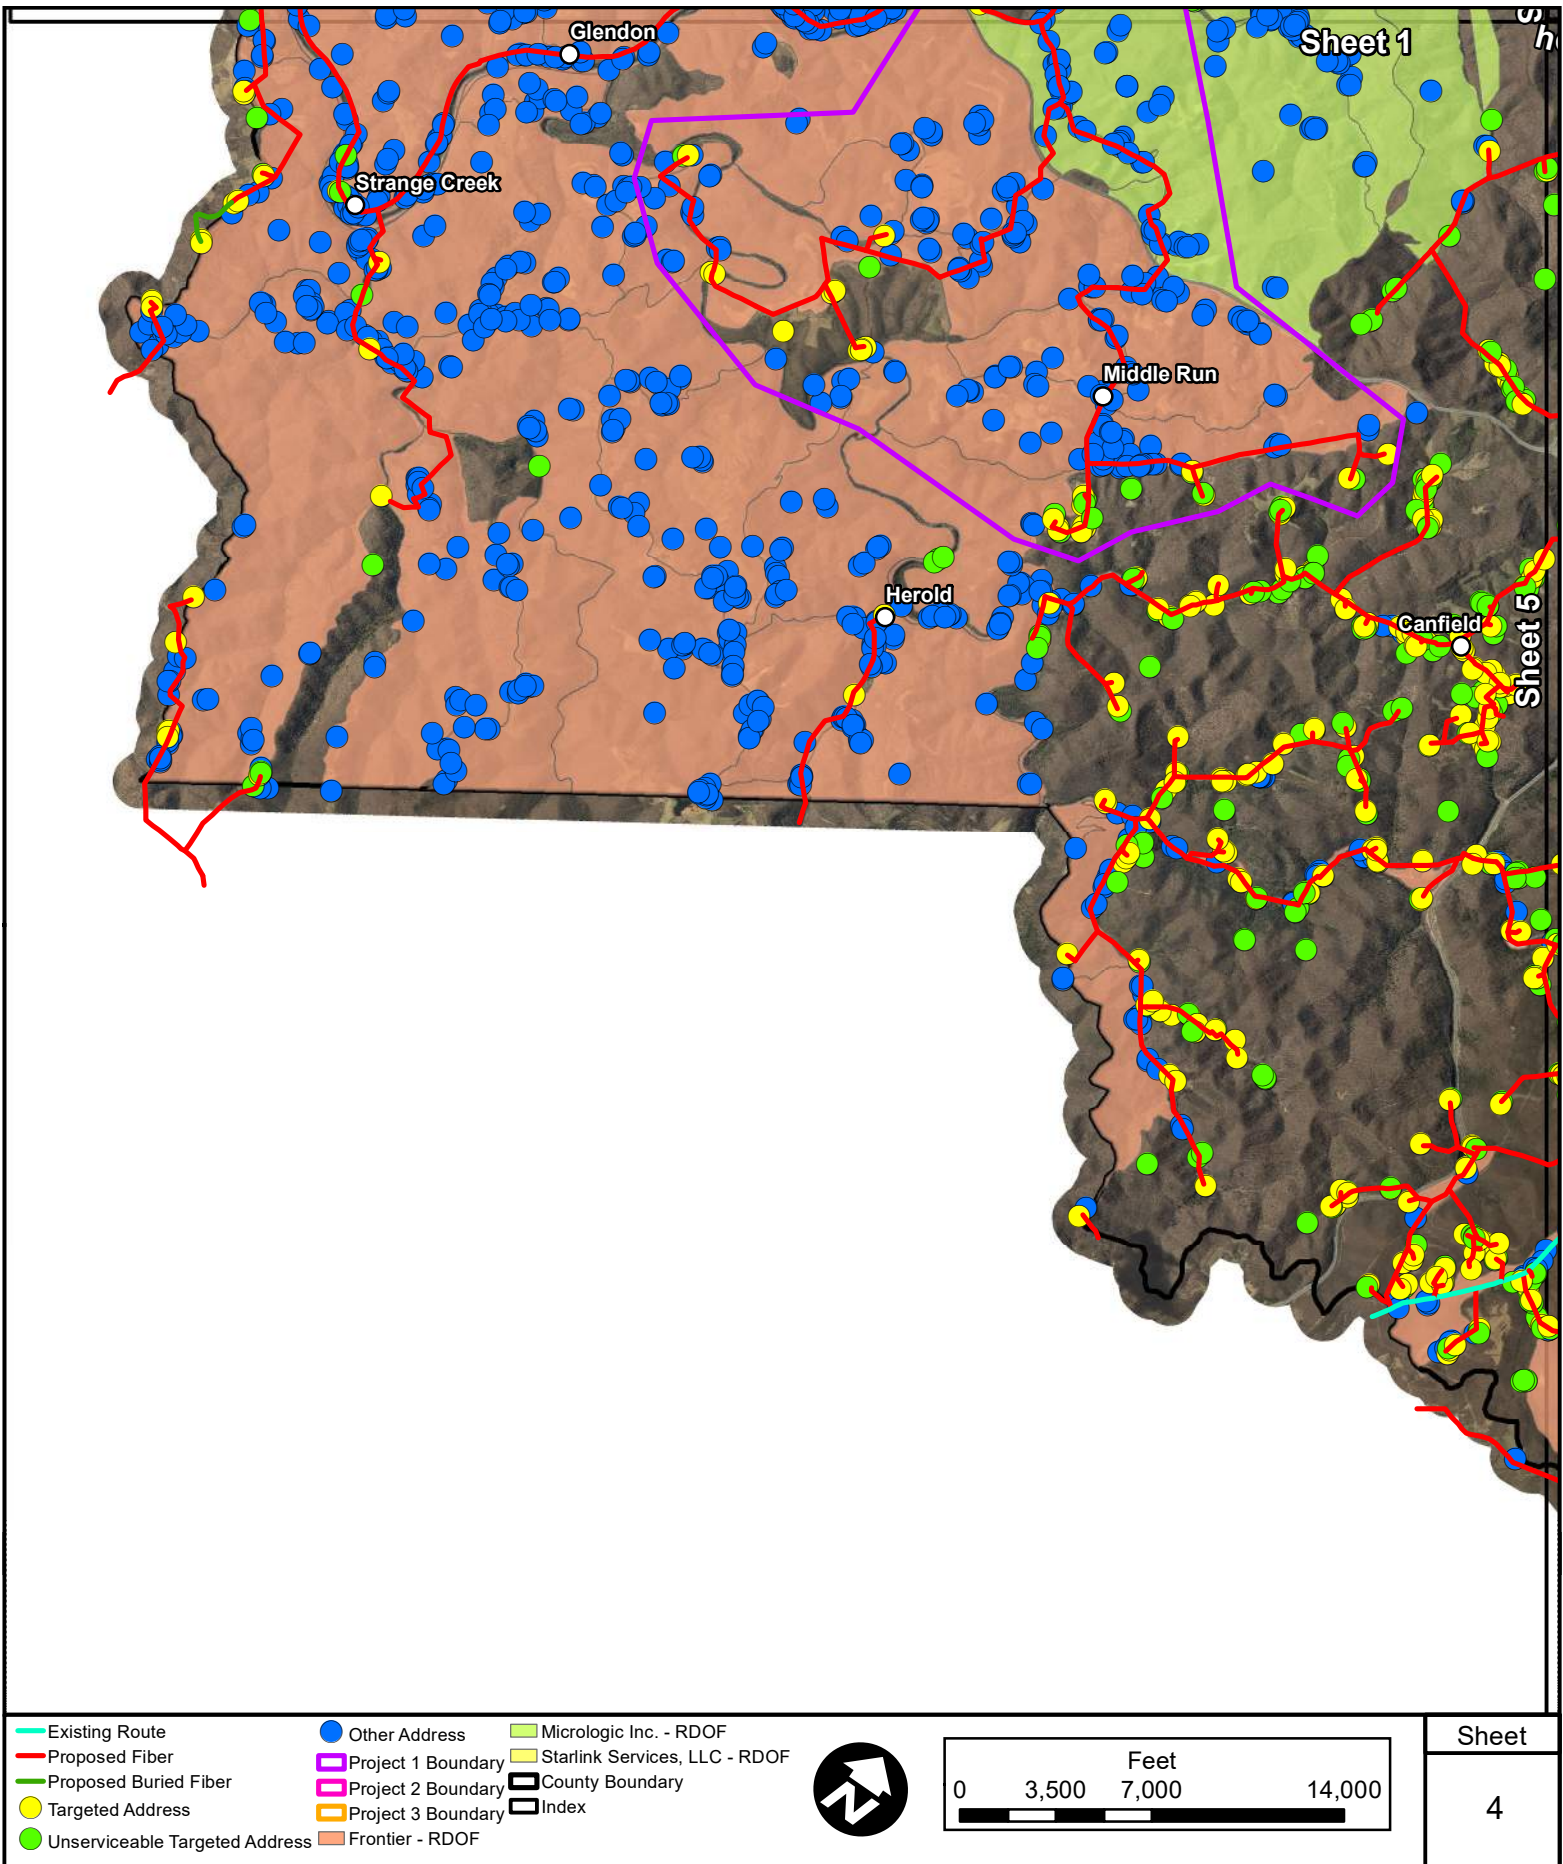 Glendon
Sheet 1
Strange Creek
Middle Run
Herold
Canfield
Sheet 5
Existing Route
Proposed Fiber
Proposed Buried Fiber
Targeted Address
Unserviceable Targeted Address
Other Address
Project 1 Boundary
Project 2 Boundary
Project 3 Boundary
Frontier - RDOF
Micrologic Inc. - RDOF
Starlink Services, LLC - RDOF
County Boundary
Index
N
Feet
0 3,500 7,000 14,000
Sheet
4